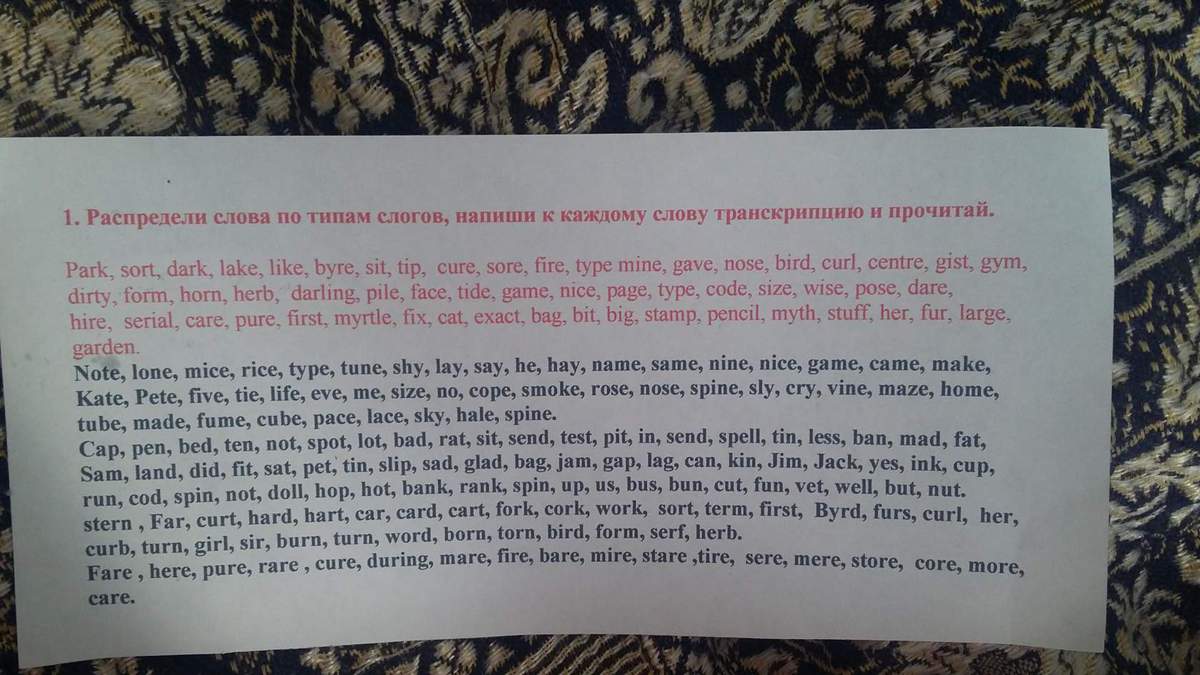 1. Распредели слова по типам слогов, напиши к каждому слову транскрипцию и прочитай.
Park, sort, dark, lake, like, byre, sit, tip, cure, sore, fire, type mine, gave, nose, bird, curl, centre, gist, gym,
dirty, form, horn, herb, darling, pile, face, tide, game, nice, page, type, code, size, wise, pose, dare,
hire, serial, care, pure, first, myrtle, fix, cat, exact, bag, bit, big, stamp, pencil, myth, stuff, her, fur, large,
garden.
Note, lone, mice, rice, type, tune, shy, lay, say, he, hay, name, same, nine, nice, game, came, make,
Kate, Pete, five, tie, life, eve, me, size, no, cope, smoke, rose, nose, spine, sly, cry, vine, maze, home,
tube, made, fume, cube, pace, lace, sky, hale, spine.
Cap, pen, bed, ten, not, spot, lot, bad, rat, sit, send, test, pit, in, send, spell, tin, less, ban, mad, fat,
Sam, land, did, fit, sat, pet, tin, slip, sad, glad, bag, jam, gap, lag, can, kin, Jim, Jack, yes, ink, cup,
run, cod, spin, not, doll, hop, hot, bank, rank, spin, up, us, bus, bun, cut, fun, vet, well, but, nut.
stern , Far, curt, hard, hart, car, card, cart, fork, cork, work, sort, term, first, Byrd, furs, curl, her,
curb, turn, girl, sir, burn, turn, word, born, torn, bird, form, serf, herb.
Fare , here, pure, rare , cure, during, mare, fire, bare, mire, stare ,tire, sere, mere, store, core, more,
care.